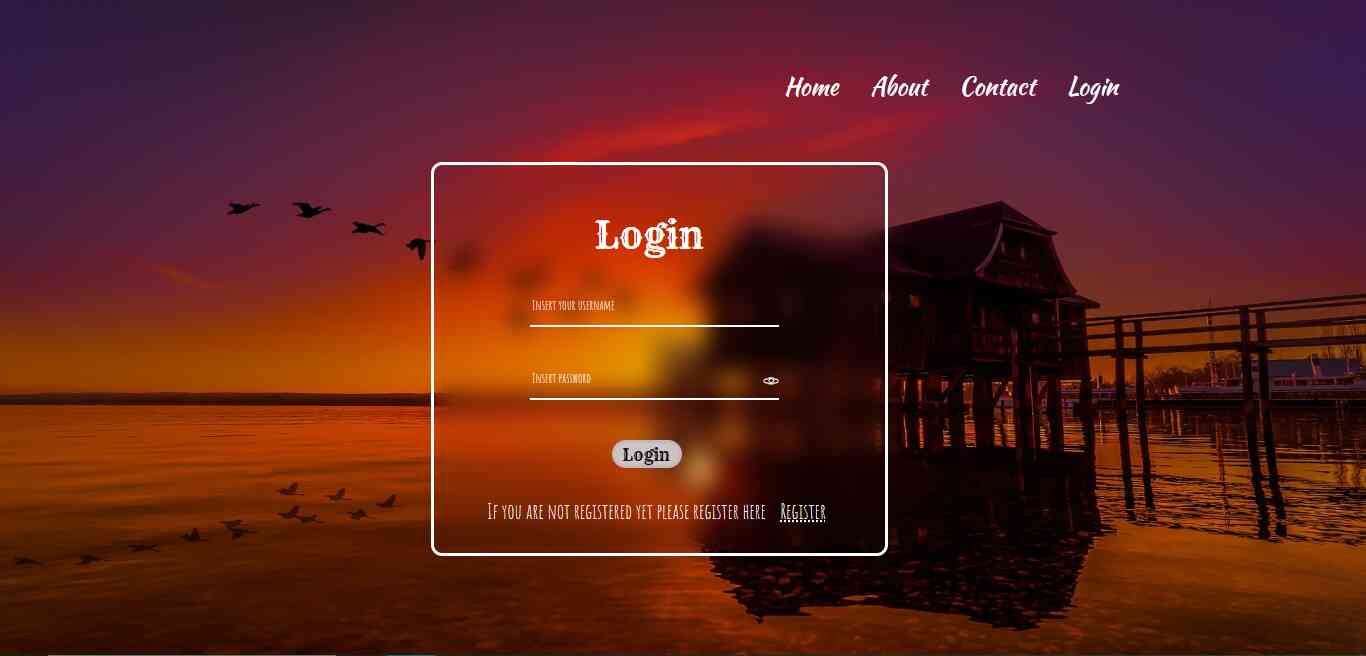 Home About Contact Login
Login
Insert your username
Insert password
Login
If you are not registered yet please register here Register